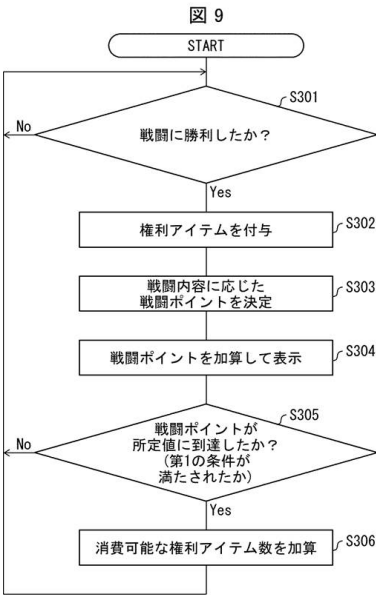 図 9
START
S301
戦闘に勝利したか？
No
Yes
権利アイテムを付与
S302
戦闘内容に応じた
戦闘ポイントを決定
S303
戦闘ポイントを加算して表示
S304
S305
戦闘ポイントが
所定値に到達したか？
(第1の条件が
満たされたか)
No
Yes
消費可能な権利アイテム数を加算
S306